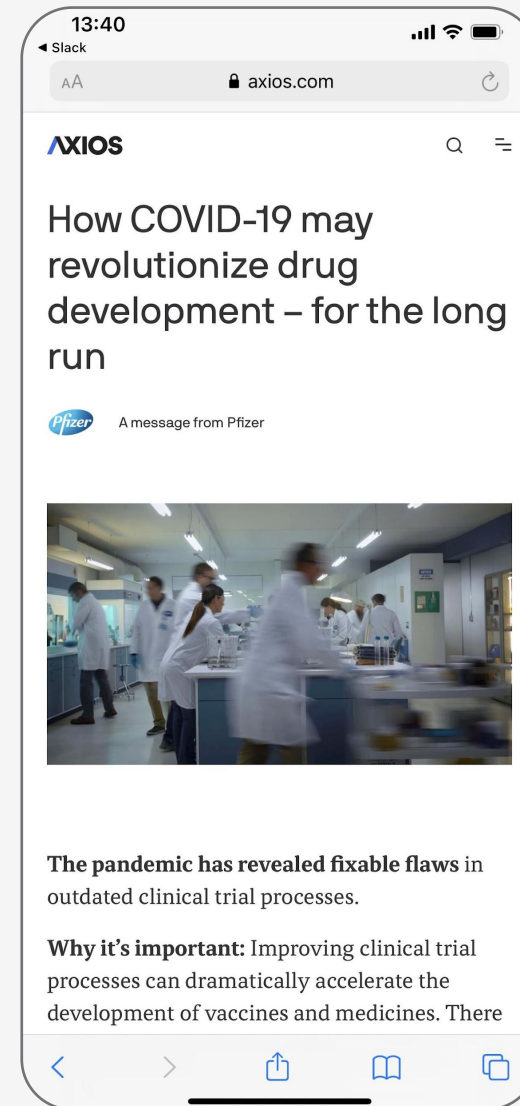 13:40
◀ Slack
AA
axios.com
AXIOS
How COVID-19 may
revolutionize drug
development – for the long
run
Pfizer
A message from Pfizer
The pandemic has revealed fixable flaws in
outdated clinical trial processes.
Why it’s important: Improving clinical trial
processes can dramatically accelerate the
development of vaccines and medicines. There